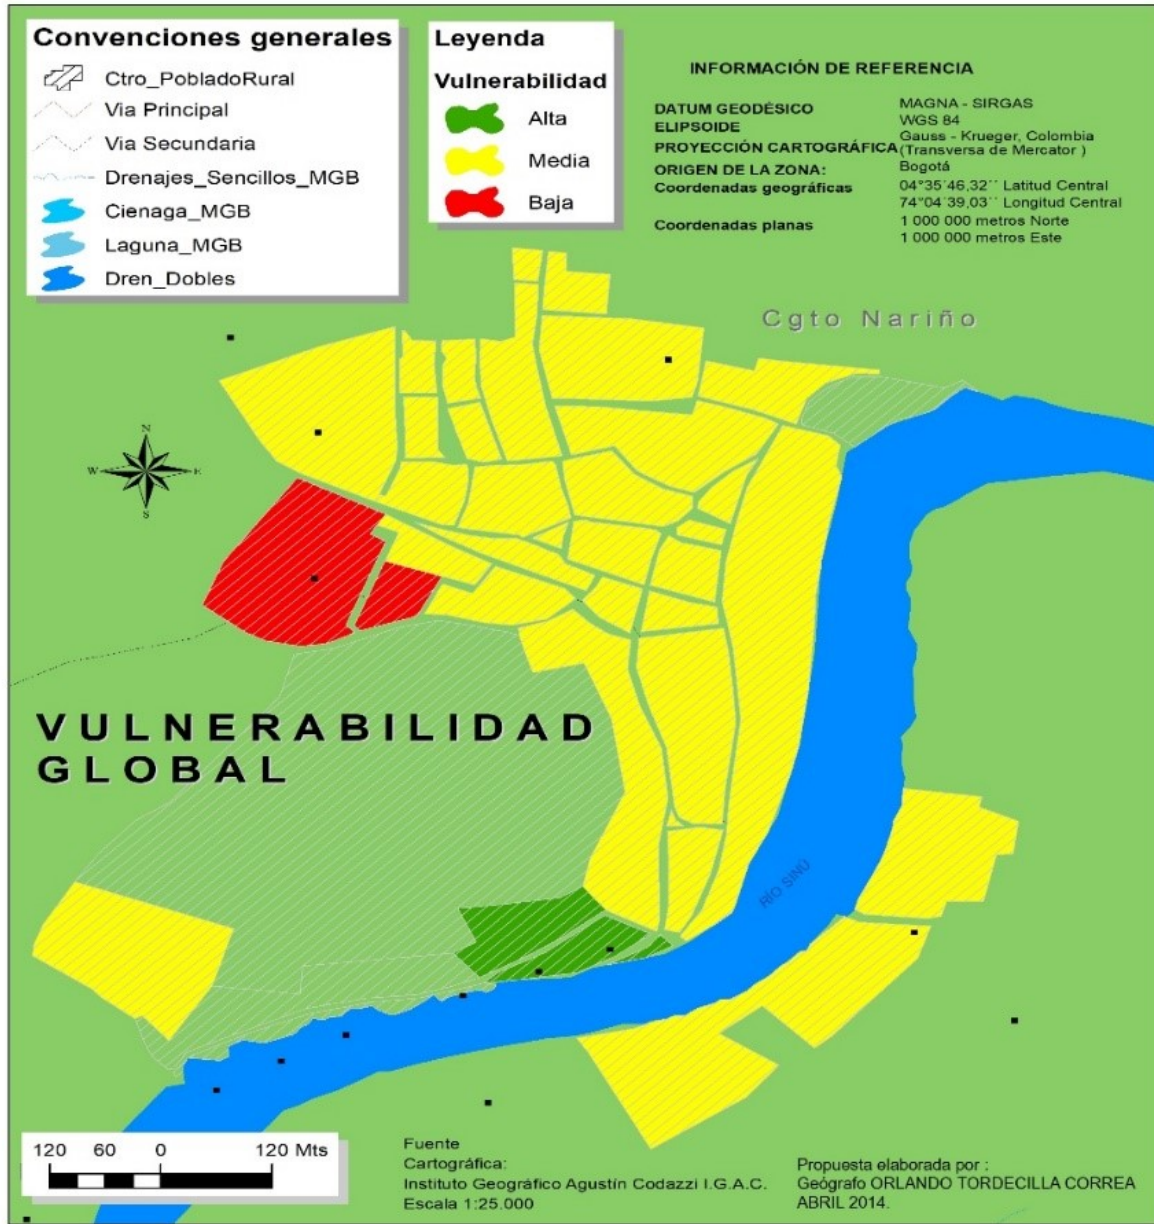 Convenciones generales
Ctro_PobladoRural
Via Principal
Via Secundaria
Drenajes_Sencillos_MGB
Cienaga_MGB
Laguna_MGB
Dren_Dobles
Leyenda
Vulnerabilidad
Alta
Media
Baja
INFORMACIÓN DE REFERENCIA
DATUM GEODÉSICO MAGNA - SIRGAS
ELIPSOIDE WGS 84
PROYECCIÓN CARTOGRÁFICA Gauss - Krueger, Colombia
(Transversa de Mercator )
ORIGEN DE LA ZONA: Bogotá
Coordenadas geográficas 04°35´46,32´´ Latitud Central
74°04´39,03´´ Longitud Central
Coordenadas planas 1 000 000 metros Norte
1 000 000 metros Este
Cgto Nariño
N
W E
S
VULNERABILIDAD
GLOBAL
RÍO SINÚ
120 60 0 120 Mts
Fuente
Cartográfica:
Instituto Geográfico Agustín Codazzi I.G.A.C.
Escala 1:25.000
Propuesta elaborada por :
Geógrafo ORLANDO TORDECILLA CORREA
ABRIL 2014.